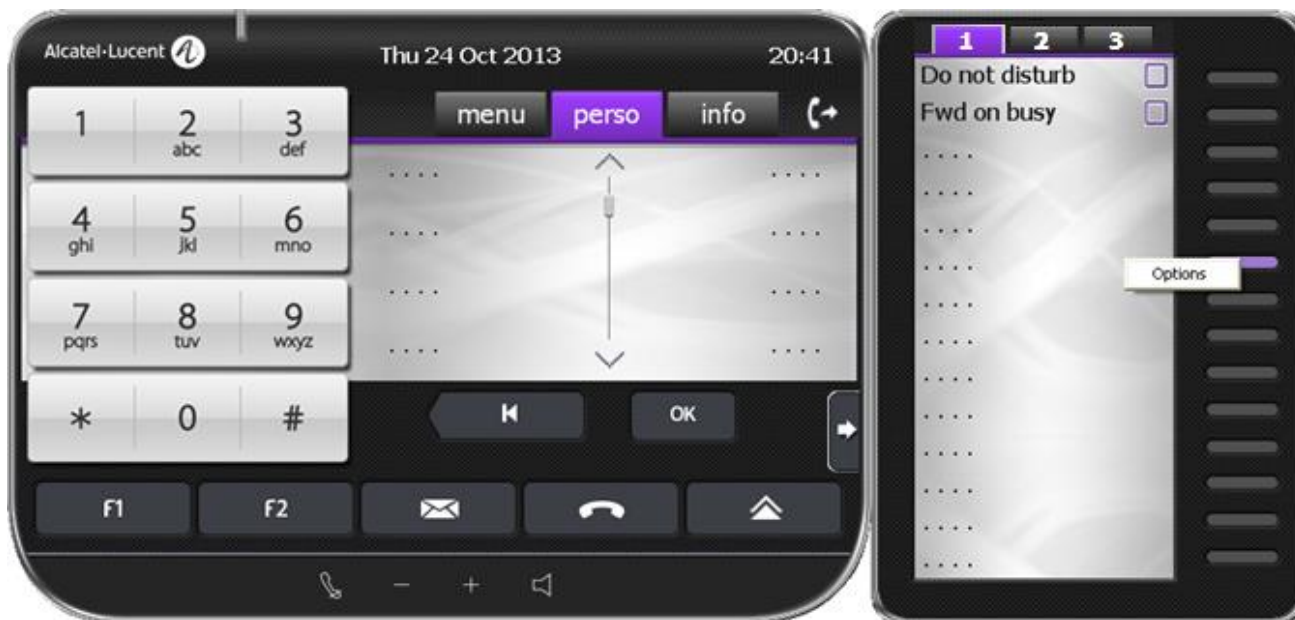 Alcatel·Lucent
Thu 24 Oct 2013
20:41
menu perso info
1 2 3
abc def
4 5 6
ghi jkl mno
7 8 9
pqrs tuv wxyz
* 0 #
. . . . . . . .
. . . . . . . .
. . . . . . . .
. . . . . . . .
OK
F1 F2
− +
1 2 3
Do not disturb
Fwd on busy
. . . .
. . . .
. . . .
. . . .
Options
. . . .
. . . .
. . . .
. . . .
. . . .
. . . .
. . . .
. . . .